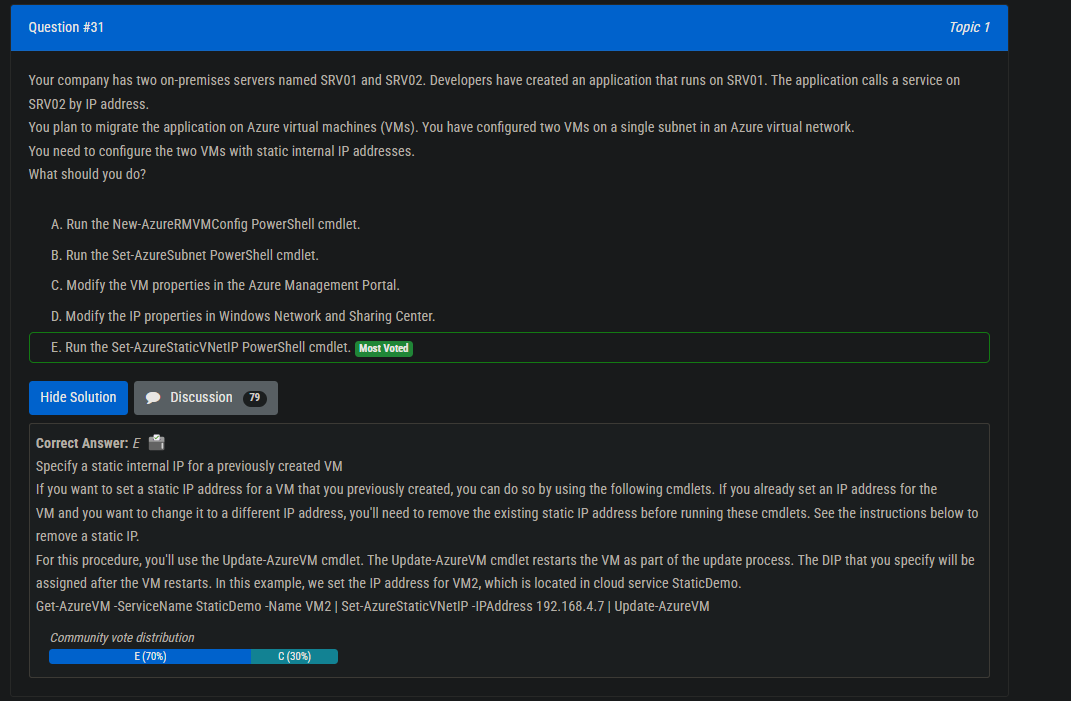 Question #31
Topic 1
Your company has two on-premises servers named SRV01 and SRV02. Developers have created an application that runs on SRV01. The application calls a service on
SRV02 by IP address.
You plan to migrate the application on Azure virtual machines (VMs). You have configured two VMs on a single subnet in an Azure virtual network.
You need to configure the two VMs with static internal IP addresses.
What should you do?
A. Run the New-AzureRMVMConfig PowerShell cmdlet.
B. Run the Set-AzureSubnet PowerShell cmdlet.
C. Modify the VM properties in the Azure Management Portal.
D. Modify the IP properties in Windows Network and Sharing Center.
E. Run the Set-AzureStaticVNetIP PowerShell cmdlet. Most Voted
Hide Solution
Discussion 79
Correct Answer: E
Specify a static internal IP for a previously created VM
If you want to set a static IP address for a VM that you previously created, you can do so by using the following cmdlets. If you already set an IP address for the
VM and you want to change it to a different IP address, you'll need to remove the existing static IP address before running these cmdlets. See the instructions below to
remove a static IP.
For this procedure, you'll use the Update-AzureVM cmdlet. The Update-AzureVM cmdlet restarts the VM as part of the update process. The DIP that you specify will be
assigned after the VM restarts. In this example, we set the IP address for VM2, which is located in cloud service StaticDemo.
Get-AzureVM -ServiceName StaticDemo -Name VM2 | Set-AzureStaticVNetIP -IPAddress 192.168.4.7 | Update-AzureVM
Community vote distribution
E (70%)
C (30%)